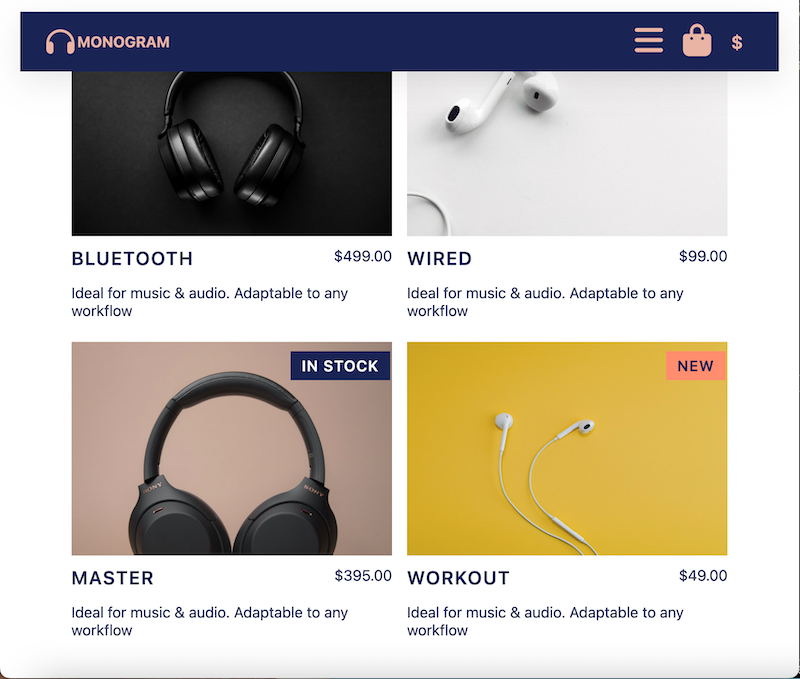 MONOGRAM $
BLUETOOTH $499.00 WIRED $99.00
Ideal for music & audio. Adaptable to any
workflow
Ideal for music & audio. Adaptable to any
workflow
IN STOCK
NEW
SONY SONY
MASTER $395.00 WORKOUT $49.00
Ideal for music & audio. Adaptable to any
workflow
Ideal for music & audio. Adaptable to any
workflow